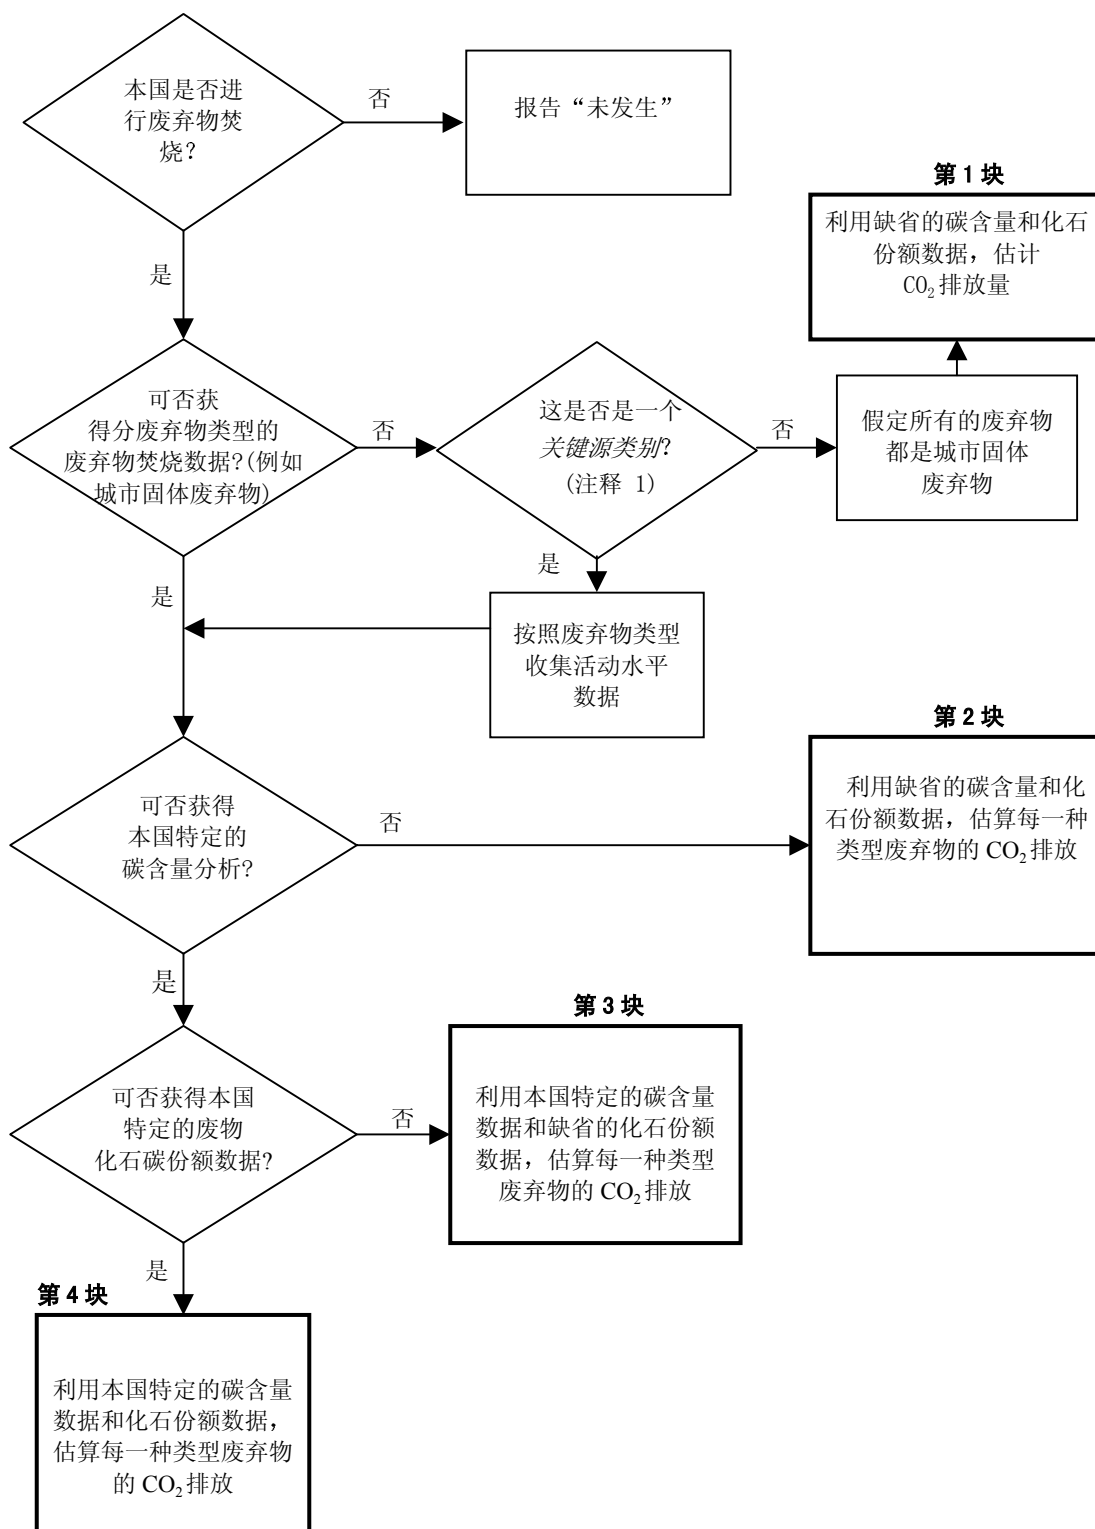 本国是否进
行废弃物焚
烧?
否
报告“未发生”
是
第 1 块
利用缺省的碳含量和化石
份额数据，估计
CO₂排放量
可否获
得分废弃物类型的
废弃物焚烧数据?(例如
城市固体废弃物)
否
这是否是一个
关键源类别?
(注释 1)
否
假定所有的废弃物
都是城市固体
废弃物
是
是
按照废弃物类型
收集活动水平
数据
第 2 块
可否获得
本国特定的
碳含量分析?
否
利用缺省的碳含量和化
石份额数据，估算每一种
类型废弃物的 CO₂排放
是
第 3 块
可否获得本国
特定的废物
化石碳份额数据?
否
利用本国特定的碳含量
数据和缺省的化石份额
数据，估算每一种类型
废弃物的 CO₂排放
是
第 4 块
利用本国特定的碳含量
数据和化石份额数据，
估算每一种类型废弃物
的 CO₂排放